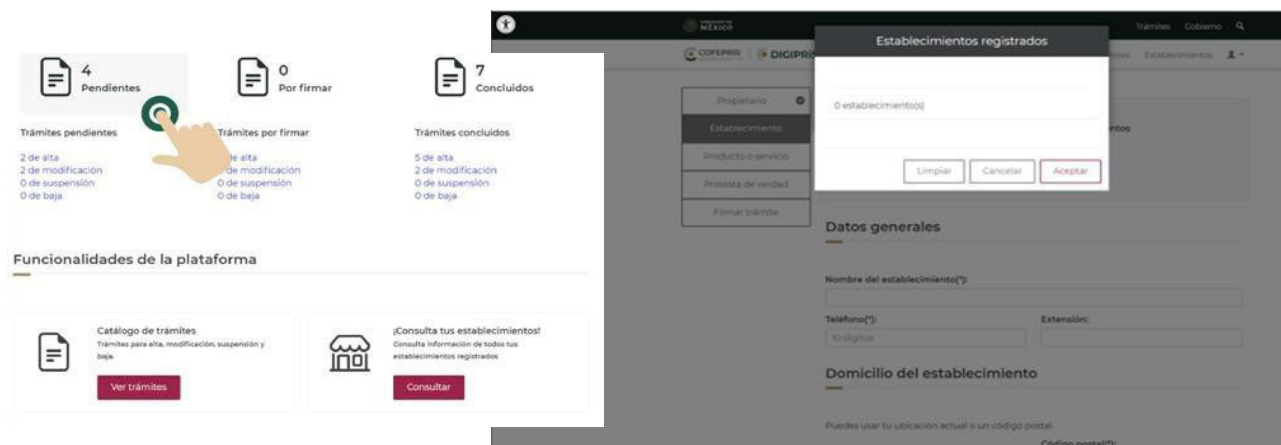 4
Pendientes
0
Por firmar
7
Concluidos
Trámites pendientes
2 de alta
2 de modificación
0 de suspensión
0 de baja
Trámites por firmar
de alta
de modificación
0 de suspensión
0 de baja
Trámites concluidos
5 de alta
2 de modificación
0 de suspensión
0 de baja
Funcionalidades de la plataforma
Catálogo de trámites
Trámites para alta, modificación, suspensión y
baja.
Ver trámites
¡Consulta tus establecimientos!
Consulta información de todos tus
establecimientos registrados
Consultar
MÉXICO
Trámites Gobierno
COFEPRIS DIGIPRiS
Establecimientos
Establecimientos registrados
0 establecimiento(s)
Limpiar Cancelar Aceptar
Propietario
Establecimiento
Producto o servicio
Protesta de verdad
Firmar trámite
Datos generales
Nombre del establecimiento(*):
Teléfono(*): Extensión:
10 dígitos
Domicilio del establecimiento
Puedes usar tu ubicación actual o un código postal.
Código postal(*):